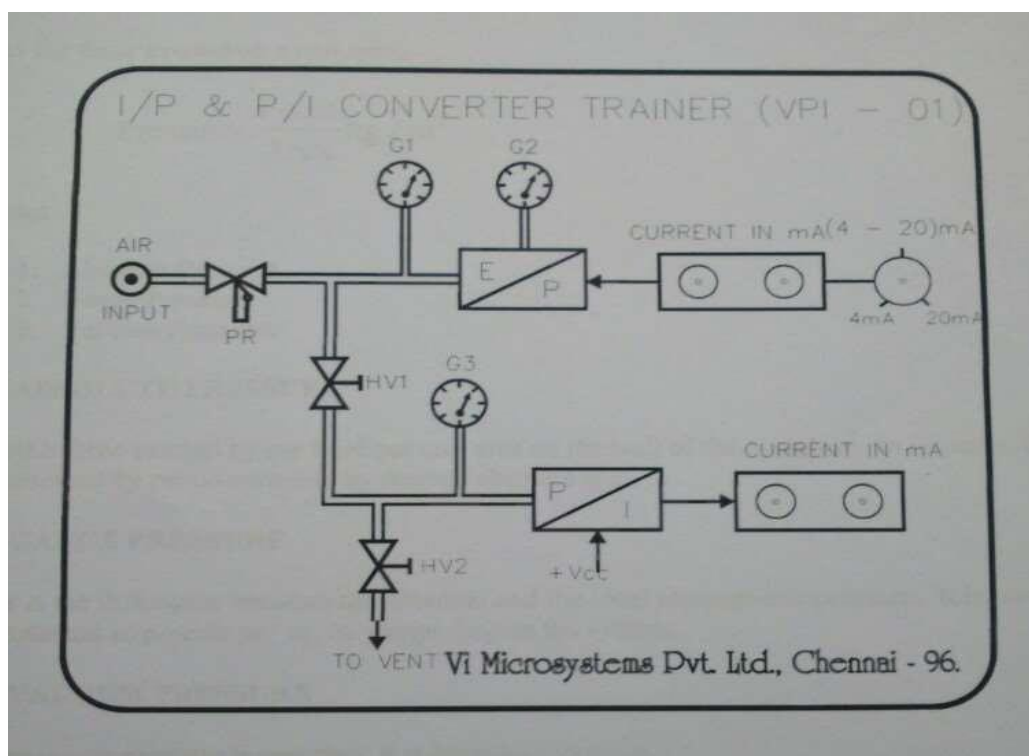 I/P & P/I CONVERTER TRAINER (VPI - 01)
G1
G2
CURRENT IN mA(4 - 20)mA
AIR
INPUT
PR
E
P
4mA
20mA
HV1
G3
CURRENT IN mA
P
I
+Vcc
HV2
TO VENT
Vi Microsystems Pvt. Ltd., Chennai - 96.